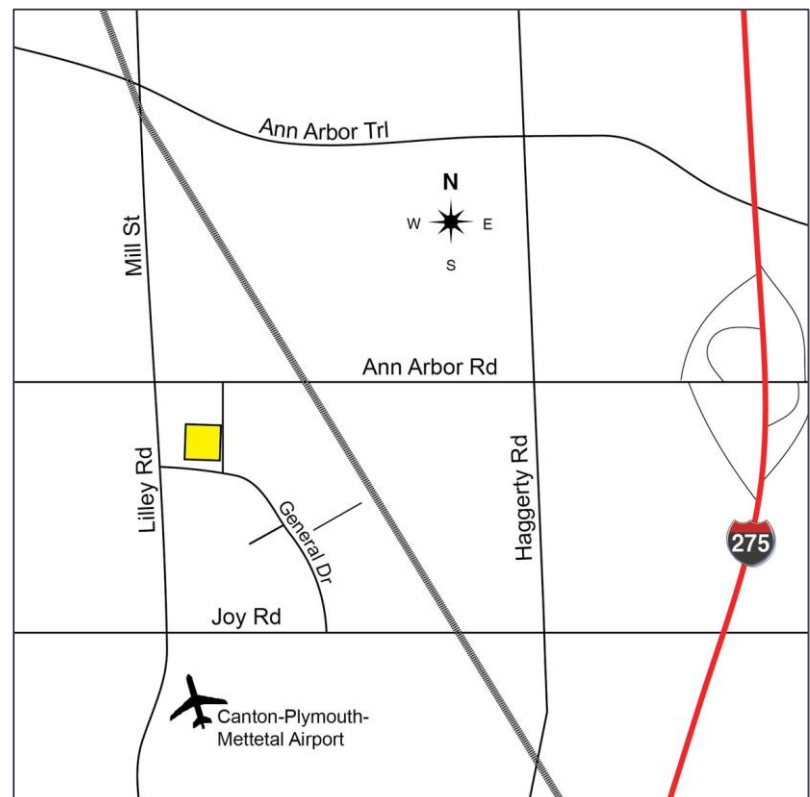 Ann Arbor Trl
N
W
E
S
Mill St
Ann Arbor Rd
Lilley Rd
General Dr
Haggerty Rd
275
Joy Rd
Canton-Plymouth-
Mettetal Airport